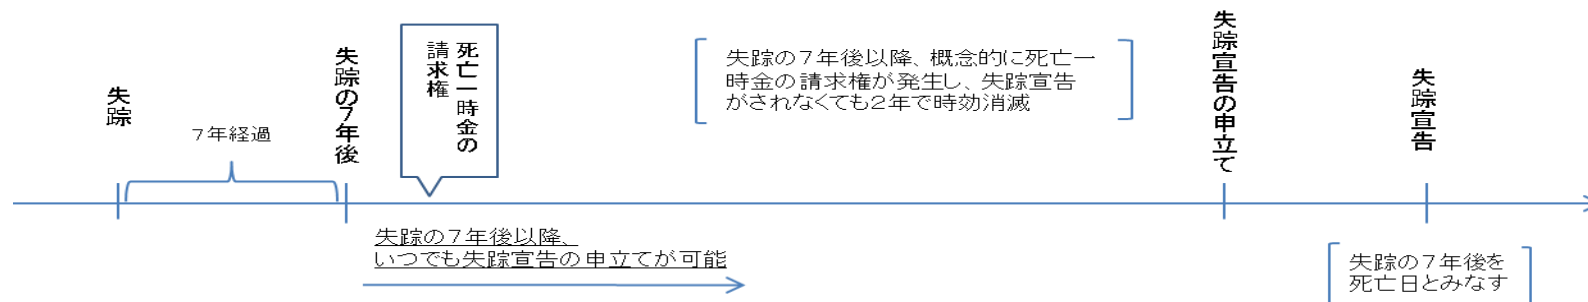 失踪
7年経過
失踪の7年後
死亡一時金の
請求権
失踪の7年後以降、
いつでも失踪宣告の申立てが可能
失踪の7年後以降、概念的に死亡一
時金の請求権が発生し、失踪宣告
がされなくても2年で時効消滅
失踪宣告の申立て
失踪宣告
失踪の7年後を
死亡日とみなす